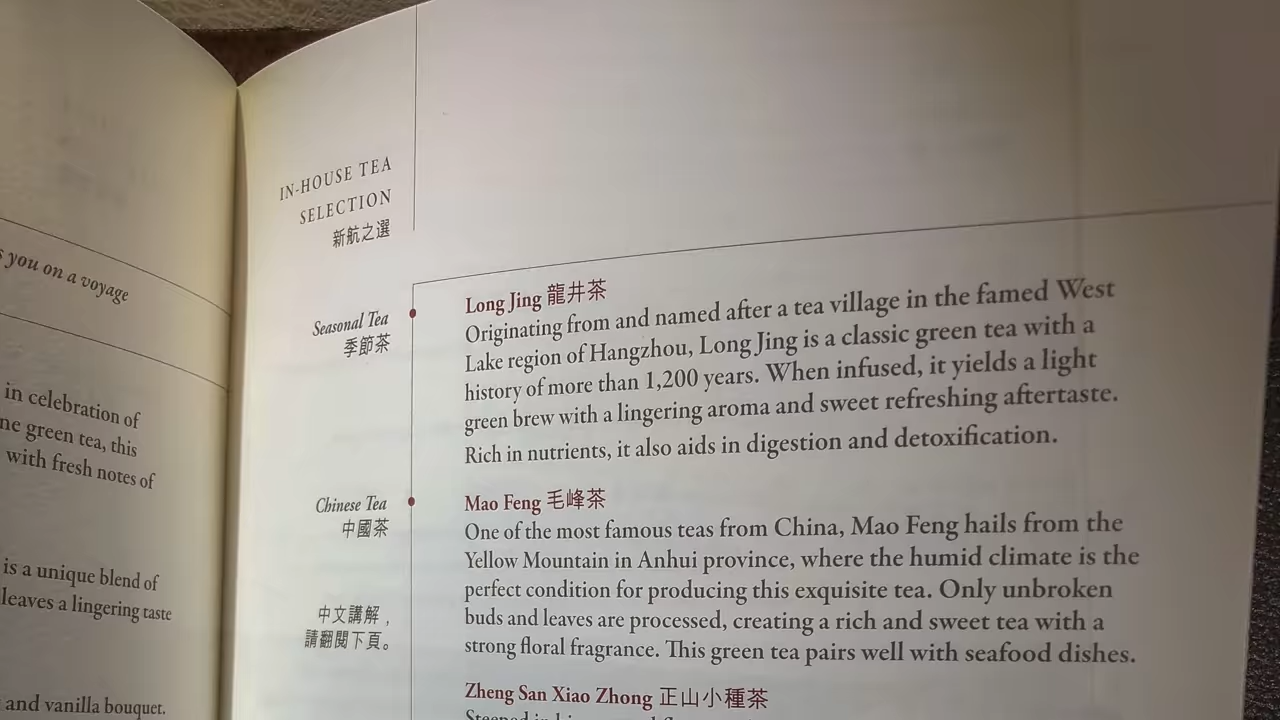 you on a voyage
in celebration of
green tea, this
with fresh notes of
is a unique blend of
leaves a lingering taste
and vanilla bouquet.
IN-HOUSE TEA
SELECTION
新航之選
Seasonal Tea
季節茶
Long Jing 龍井茶
Originating from and named after a tea village in the famed West
Lake region of Hangzhou, Long Jing is a classic green tea with a
history of more than 1,200 years. When infused, it yields a light
green brew with a lingering aroma and sweet refreshing aftertaste.
Rich in nutrients, it also aids in digestion and detoxification.
Chinese Tea
中國茶
中文講解，
請翻閱下頁。
Mao Feng 毛峰茶
One of the most famous teas from China, Mao Feng hails from the
Yellow Mountain in Anhui province, where the humid climate is the
perfect condition for producing this exquisite tea. Only unbroken
buds and leaves are processed, creating a rich and sweet tea with a
strong floral fragrance. This green tea pairs well with seafood dishes.
Zheng San Xiao Zhong 正山小種茶